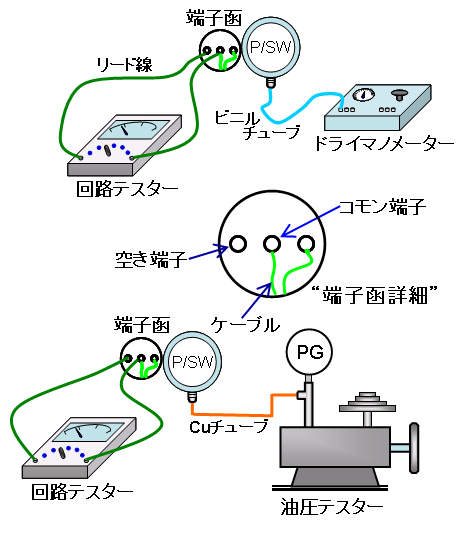 端子函
P/SW
リード線
ビニル
チューブ
ドライマノメーター
回路テスター
コモン端子
空き端子
“端子函詳細”
ケーブル
端子函
P/SW
PG
Cuチューブ
回路テスター
油圧テスター